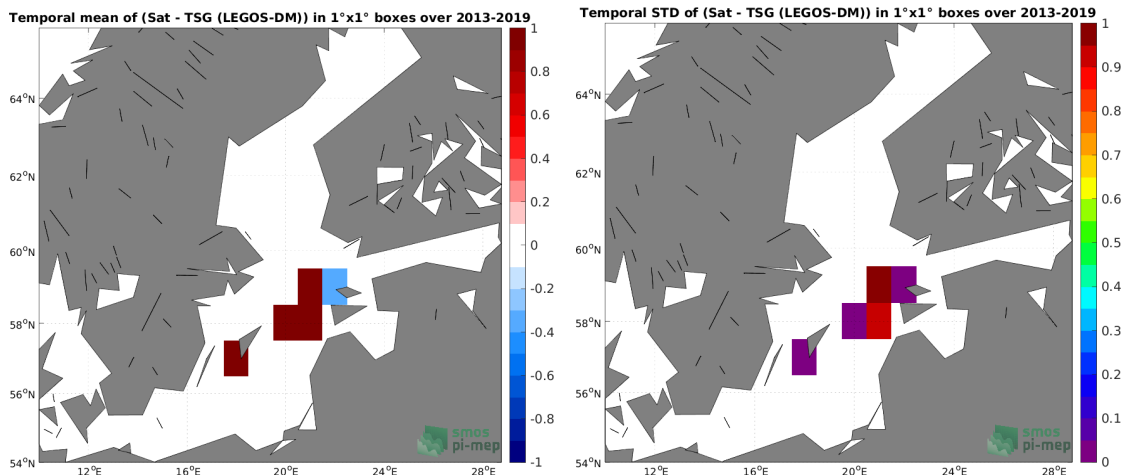 Temporal mean of (Sat - TSG (LEGOS-DM)) in 1°x1° boxes over 2013-2019
64°N
62°N
60°N
58°N
56°N
54°N
12°E
16°E
20°E
24°E
28°E
1
0.8
0.6
0.4
0.2
0
-0.2
-0.4
-0.6
-0.8
-1
smos
pi-mep
Temporal STD of (Sat - TSG (LEGOS-DM)) in 1°x1° boxes over 2013-2019
64°N
62°N
60°N
58°N
56°N
54°N
12°E
16°E
20°E
24°E
28°E
1
0.9
0.8
0.7
0.6
0.5
0.4
0.3
0.2
0.1
0
smos
pi-mep